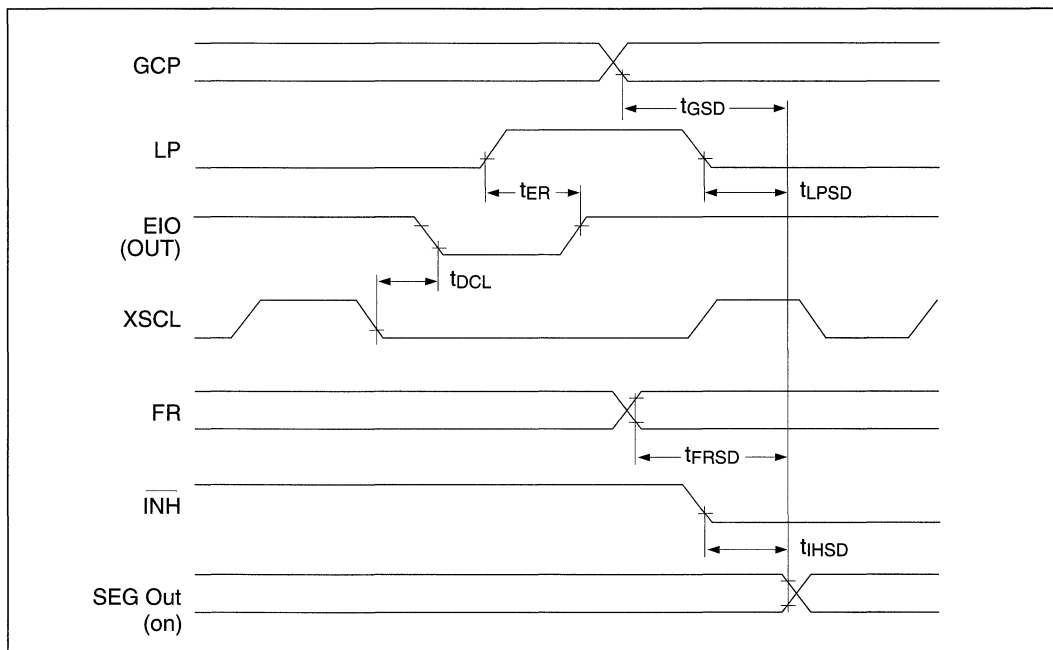 GCP
tGSD
LP
tER
tLPSD
EIO
(OUT)
tDCL
XSCL
FR
tFRSD
INH
tIHSD
SEG Out
(on)